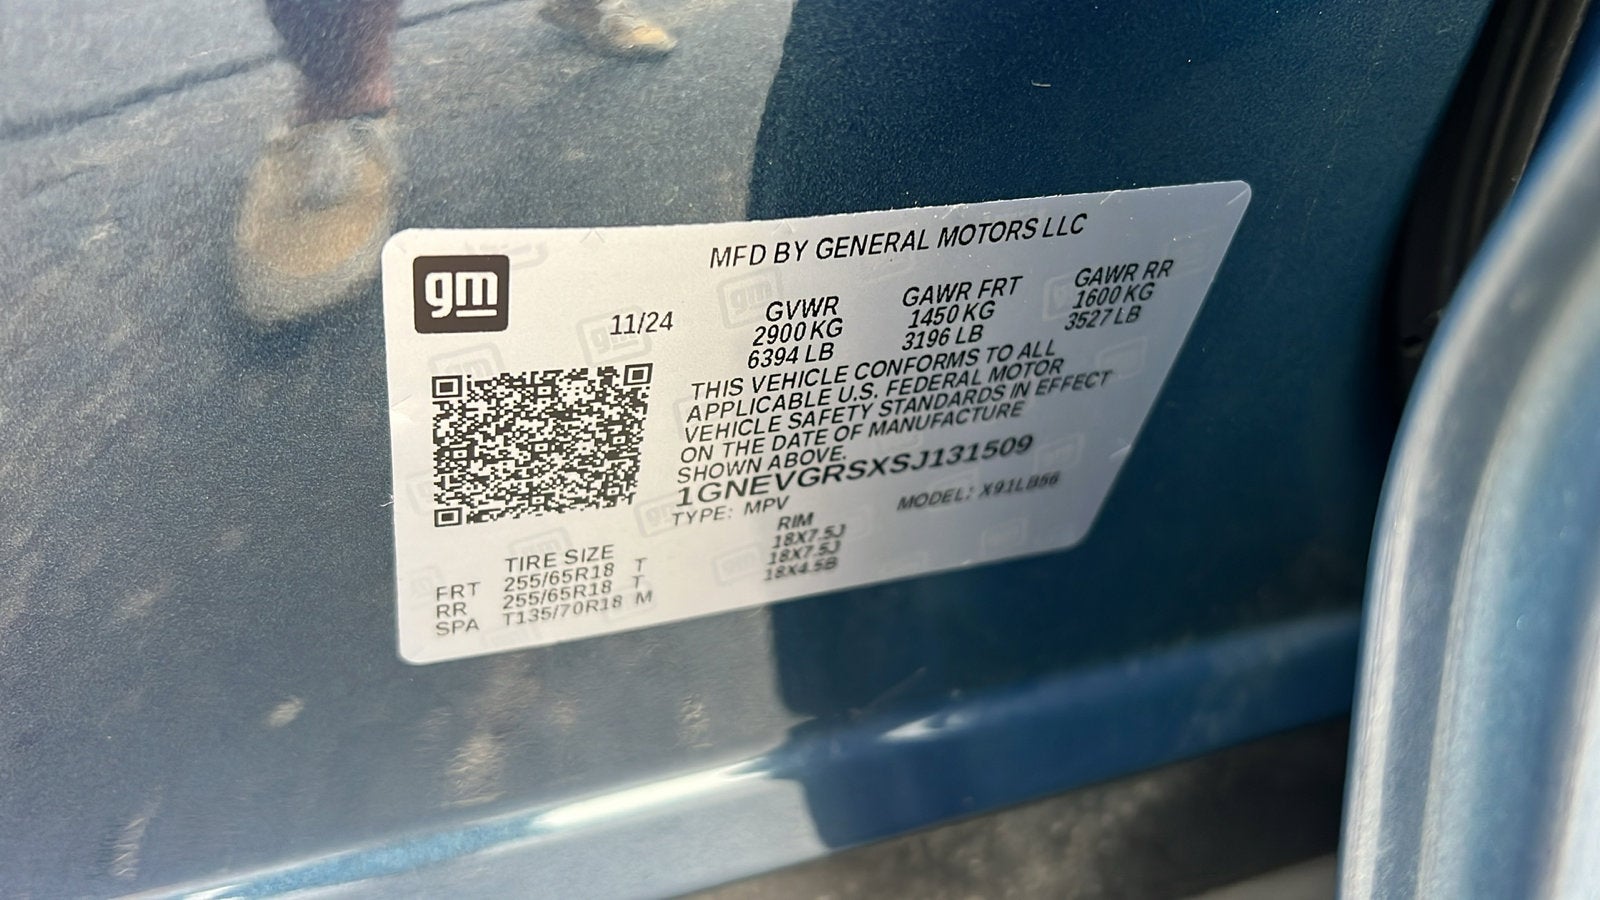 gm
MFD BY GENERAL MOTORS LLC
11/24
GVWR
2900 KG
6394 LB
GAWR FRT
1450 KG
3196 LB
GAWR RR
1600 KG
3527 LB
THIS VEHICLE CONFORMS TO ALL
APPLICABLE U.S. FEDERAL MOTOR
VEHICLE SAFETY STANDARDS IN EFFECT
ON THE DATE OF MANUFACTURE
SHOWN ABOVE.
1GNEVGRSXSJ131509
TYPE: MPV MODEL: X91LB56
TIRE SIZE RIM
FRT 255/65R18 T 18X7.5J
RR 255/65R18 T 18X7.5J
SPA T135/70R18 M 18X4.5B